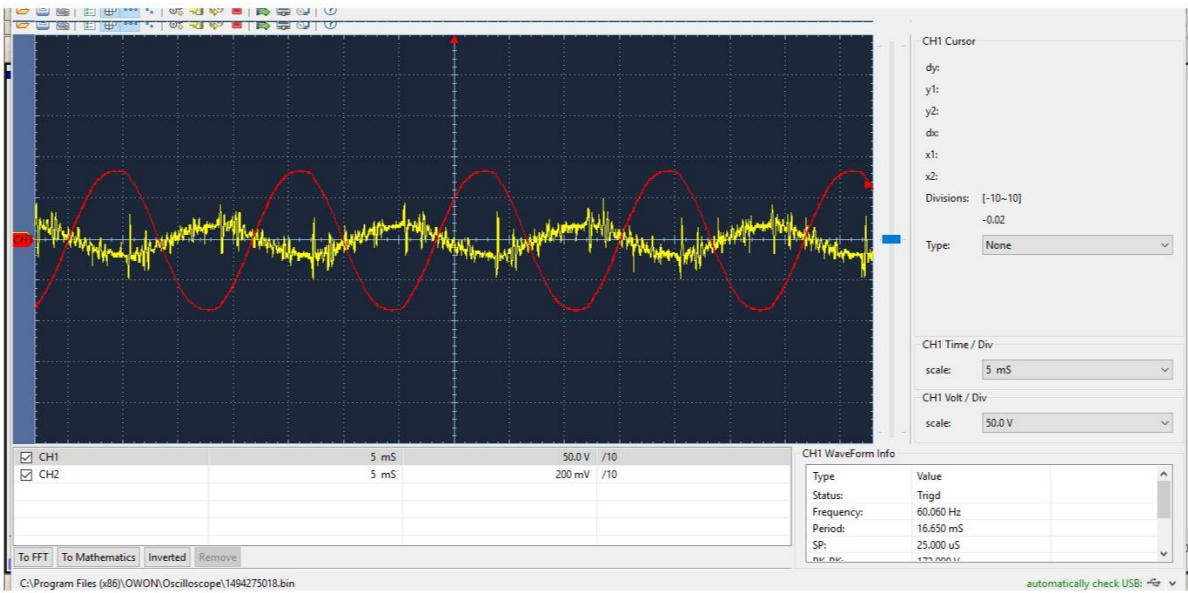 CH1 Cursor
dy:
y1:
y2:
dx:
x1:
x2:
Divisions: [-10~10]
-0.02
Type: None
CH1 Time / Div
scale: 5 mS
CH1 Volt / Div
scale: 50.0 V
CH1 5 mS 50.0 V /10
CH2 5 mS 200 mV /10
CH1 WaveForm Info
Type Value
Status: Trigd
Frequency: 60.060 Hz
Period: 16.650 mS
SP: 25.000 uS
To FFT To Mathematics Inverted Remove
C:\Program Files (x86)\OWON\Oscilloscope\1494275018.bin
automatically check USB: